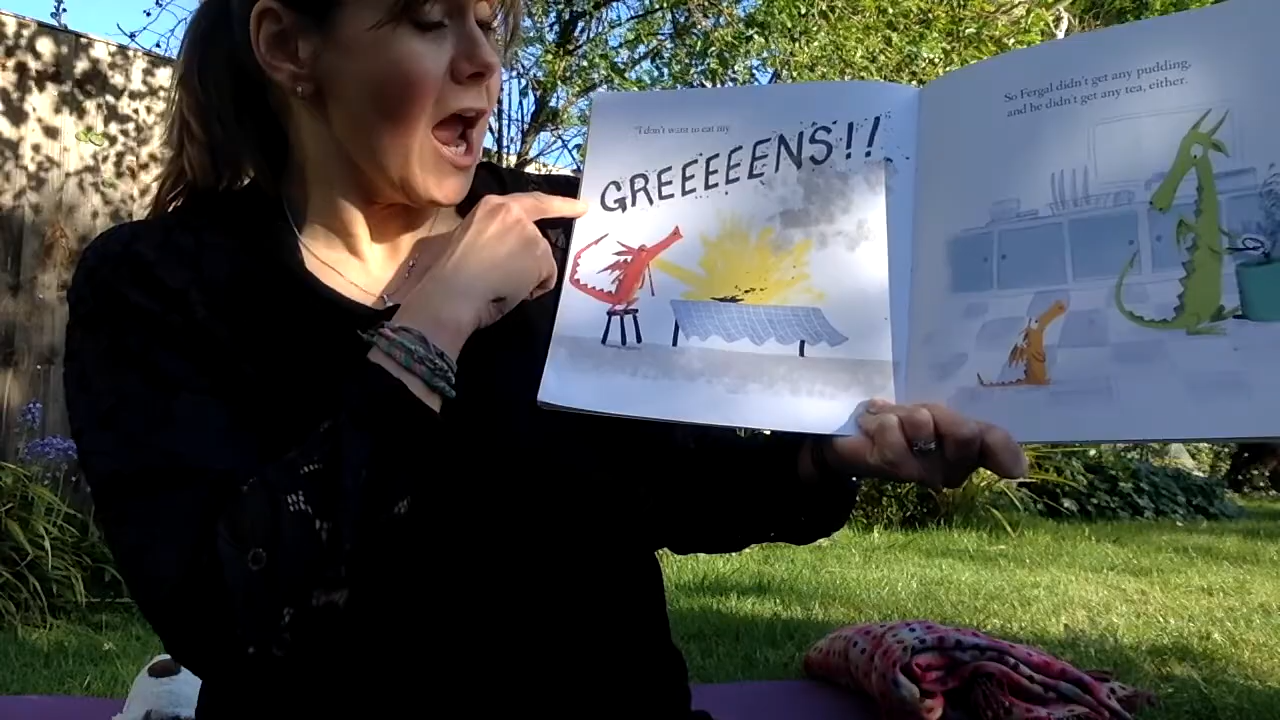 "I don't want to eat my
GREEEEENS!!
So Fergal didn't get any pudding,
and he didn't get any tea, either.